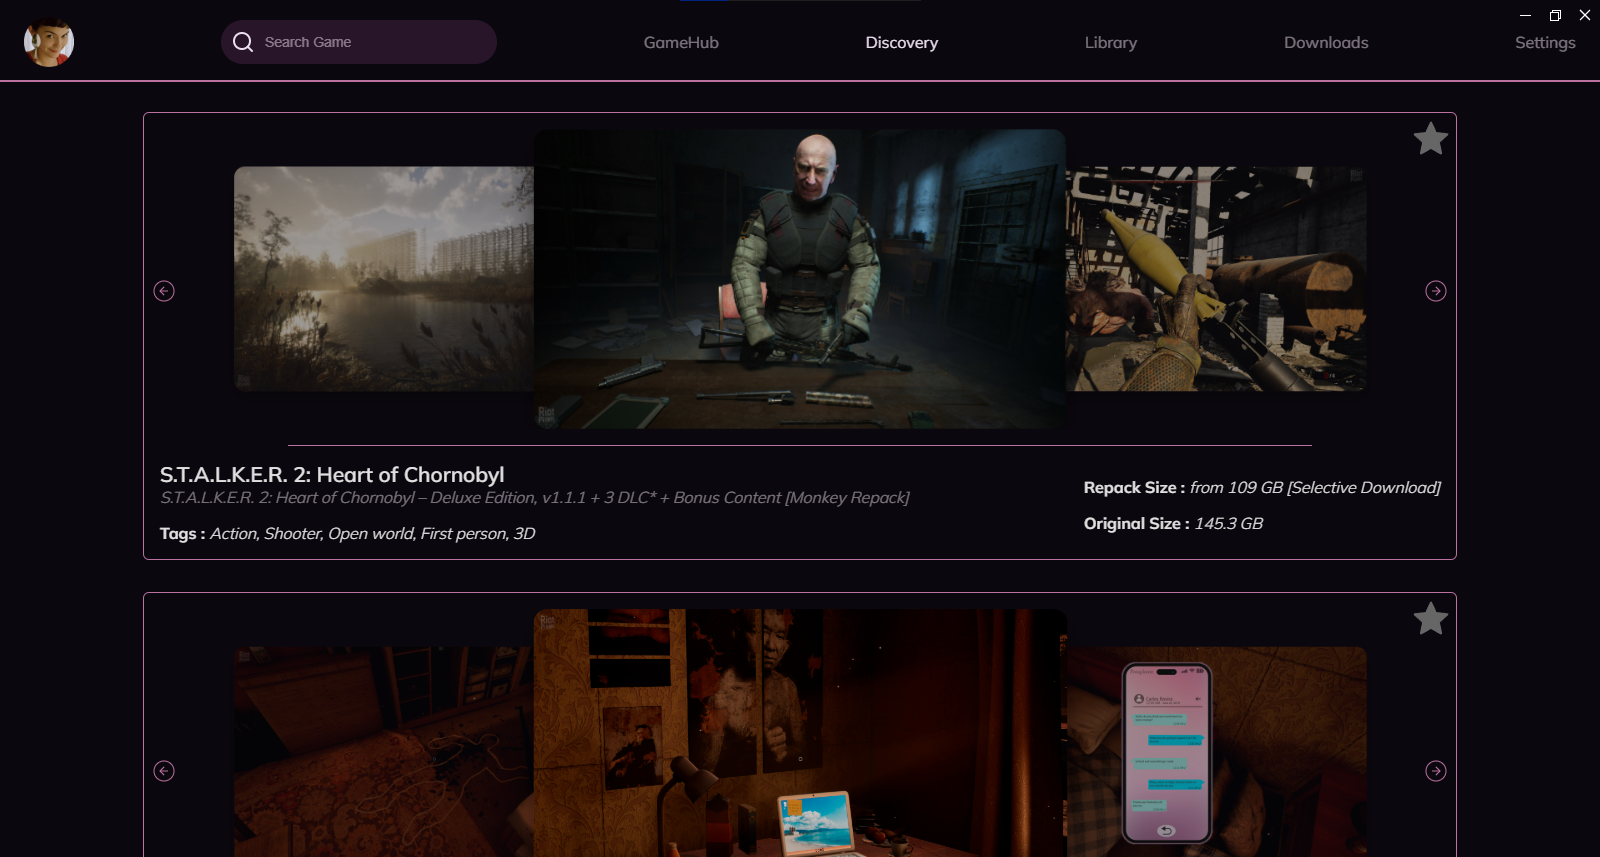 Search Game
GameHub
Discovery
Library
Downloads
Settings
S.T.A.L.K.E.R. 2: Heart of Chornobyl
S.T.A.L.K.E.R. 2: Heart of Chornobyl – Deluxe Edition, v1.1.1 + 3 DLC* + Bonus Content [Monkey Repack]
Tags : Action, Shooter, Open world, First person, 3D
Repack Size : from 109 GB [Selective Download]
Original Size : 145.3 GB
Riot
Riot